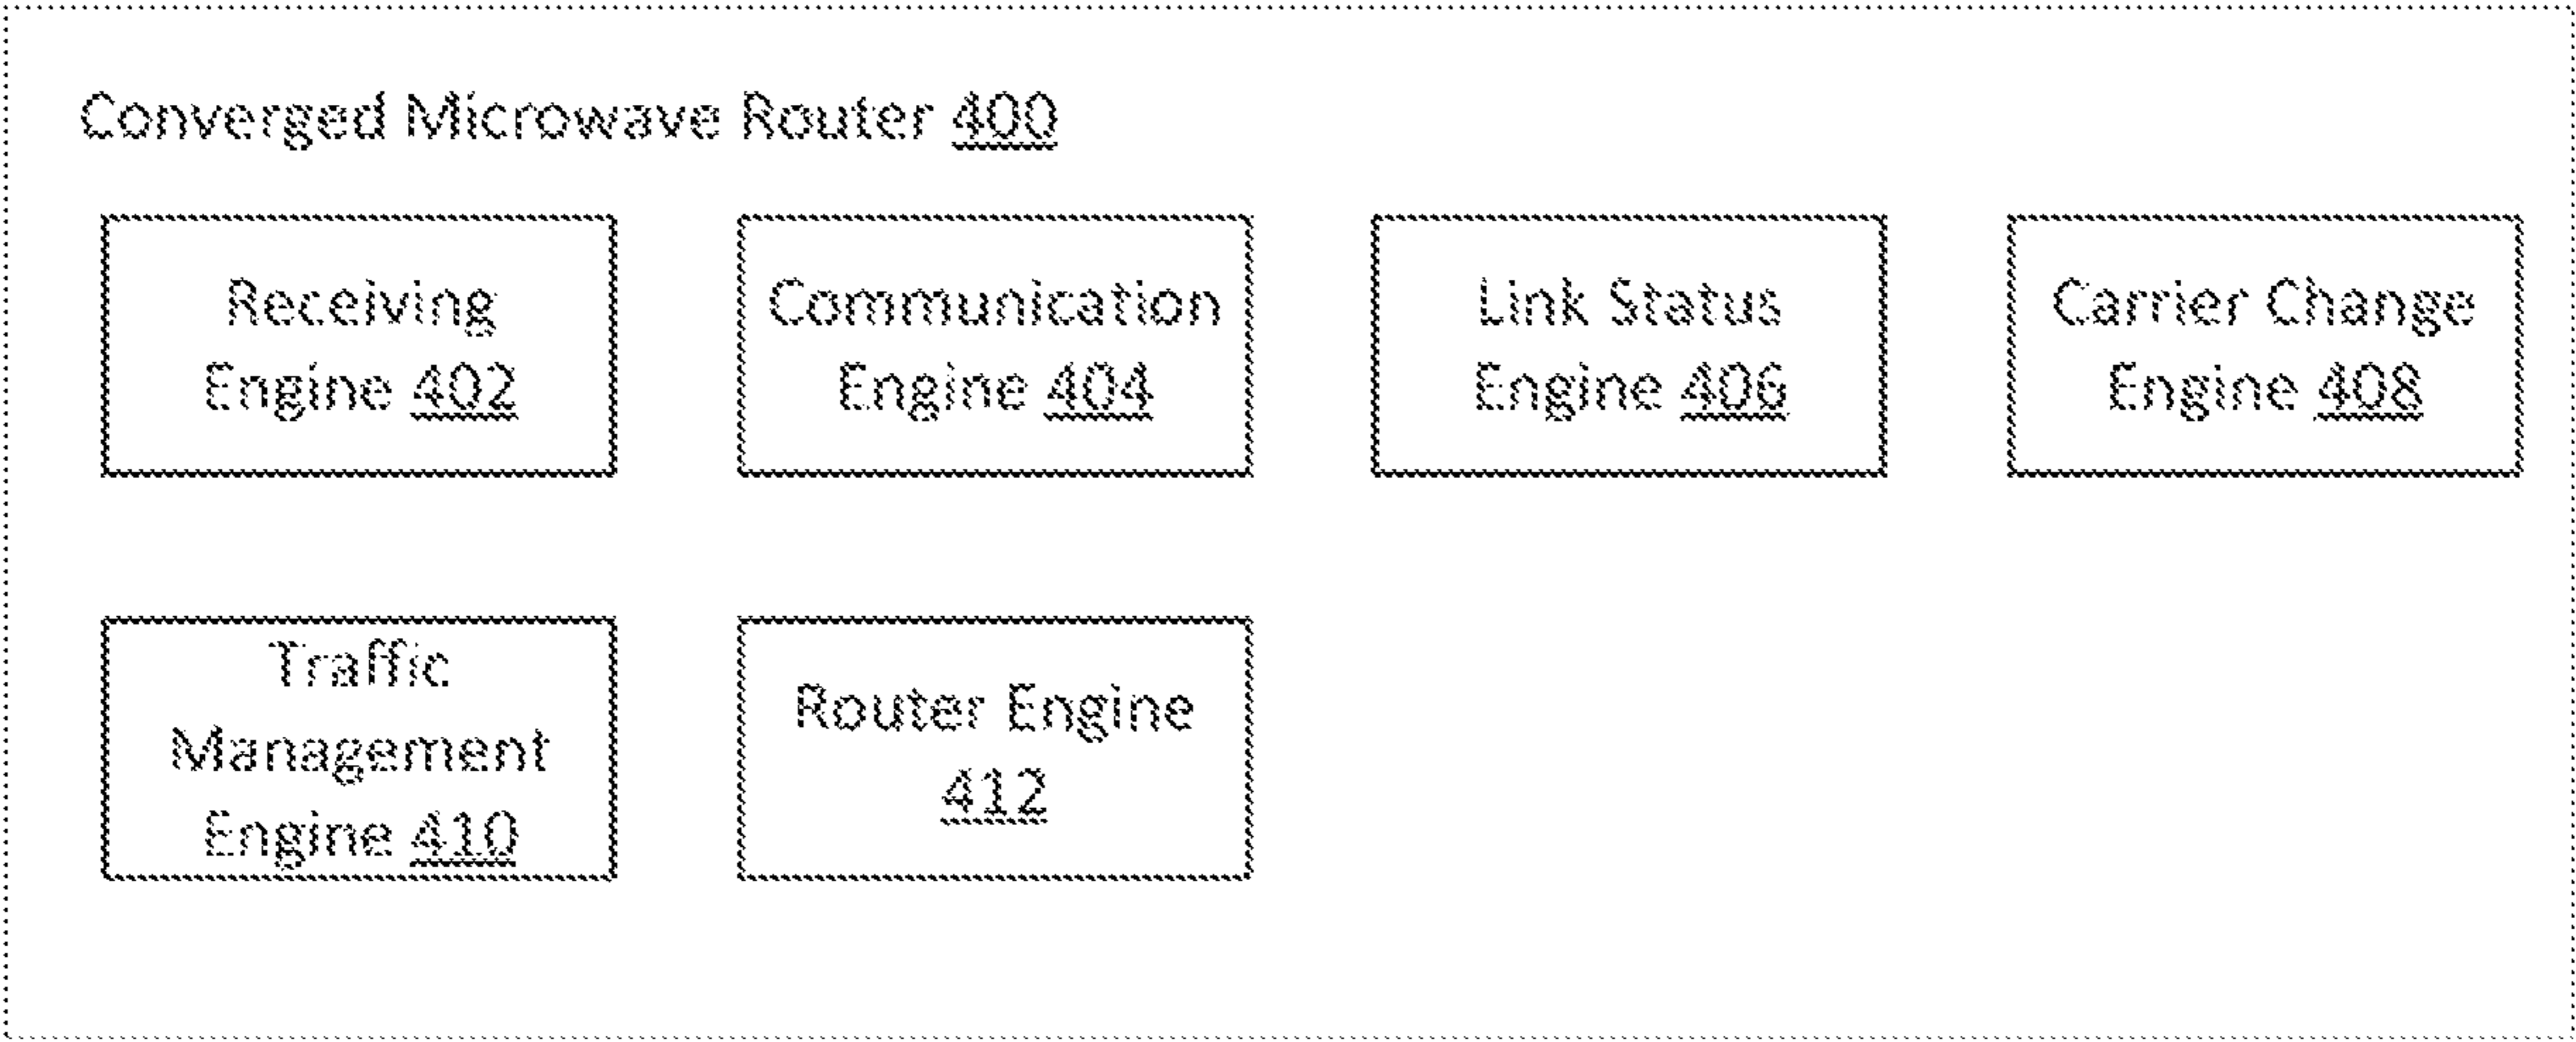 Converged Microwave Router 400
Receiving
Engine 402
Communication
Engine 404
Link Status
Engine 406
Carrier Change
Engine 408
Traffic
Management
Engine 410
Router Engine
412